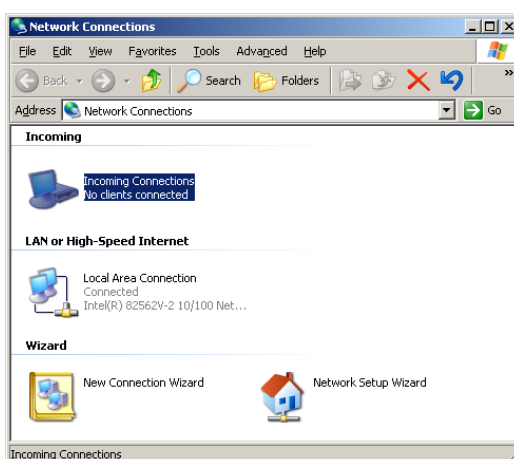 Network Connections
File Edit View Favorites Tools Advanced Help
Back Search Folders »
Address Network Connections Go
Incoming
Incoming Connections
No clients connected
LAN or High-Speed Internet
Local Area Connection
Connected
Intel(R) 82562V-2 10/100 Net...
Wizard
New Connection Wizard Network Setup Wizard
Incoming Connections